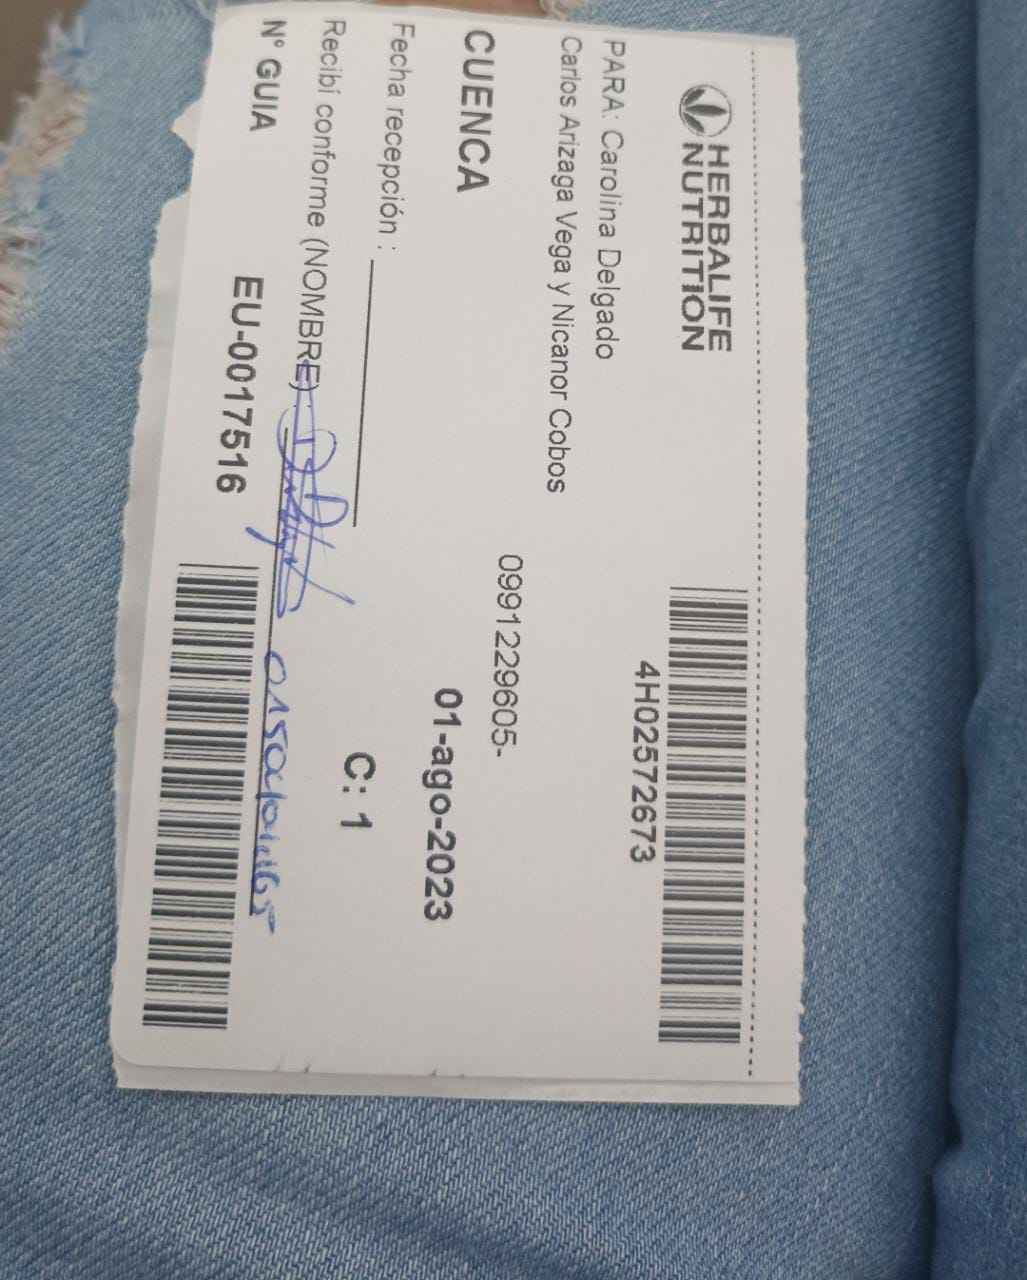 HERBALIFE
NUTRITION
4H02572673
PARA: Carolina Delgado
Carlos Arizaga Vega y Nicanor Cobos
0991229605-
CUENCA
01-ago-2023
Fecha recepción :
C: 1
Recibí conforme (NOMBRE) :
N° GUIA
EU-0017516